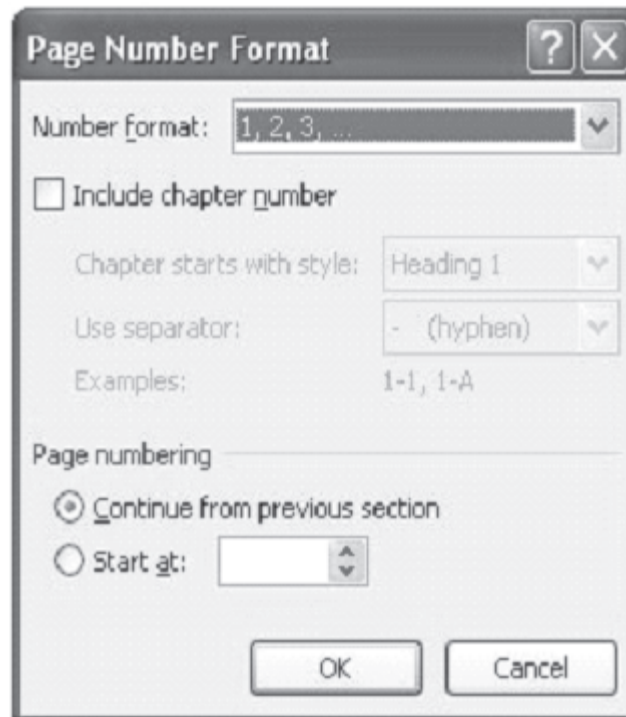 Page Number Format
Number format: 1, 2, 3, ...
Include chapter number
Chapter starts with style: Heading 1
Use separator: - (hyphen)
Examples: 1-1, 1-A
Page numbering
Continue from previous section
Start at:
OK Cancel